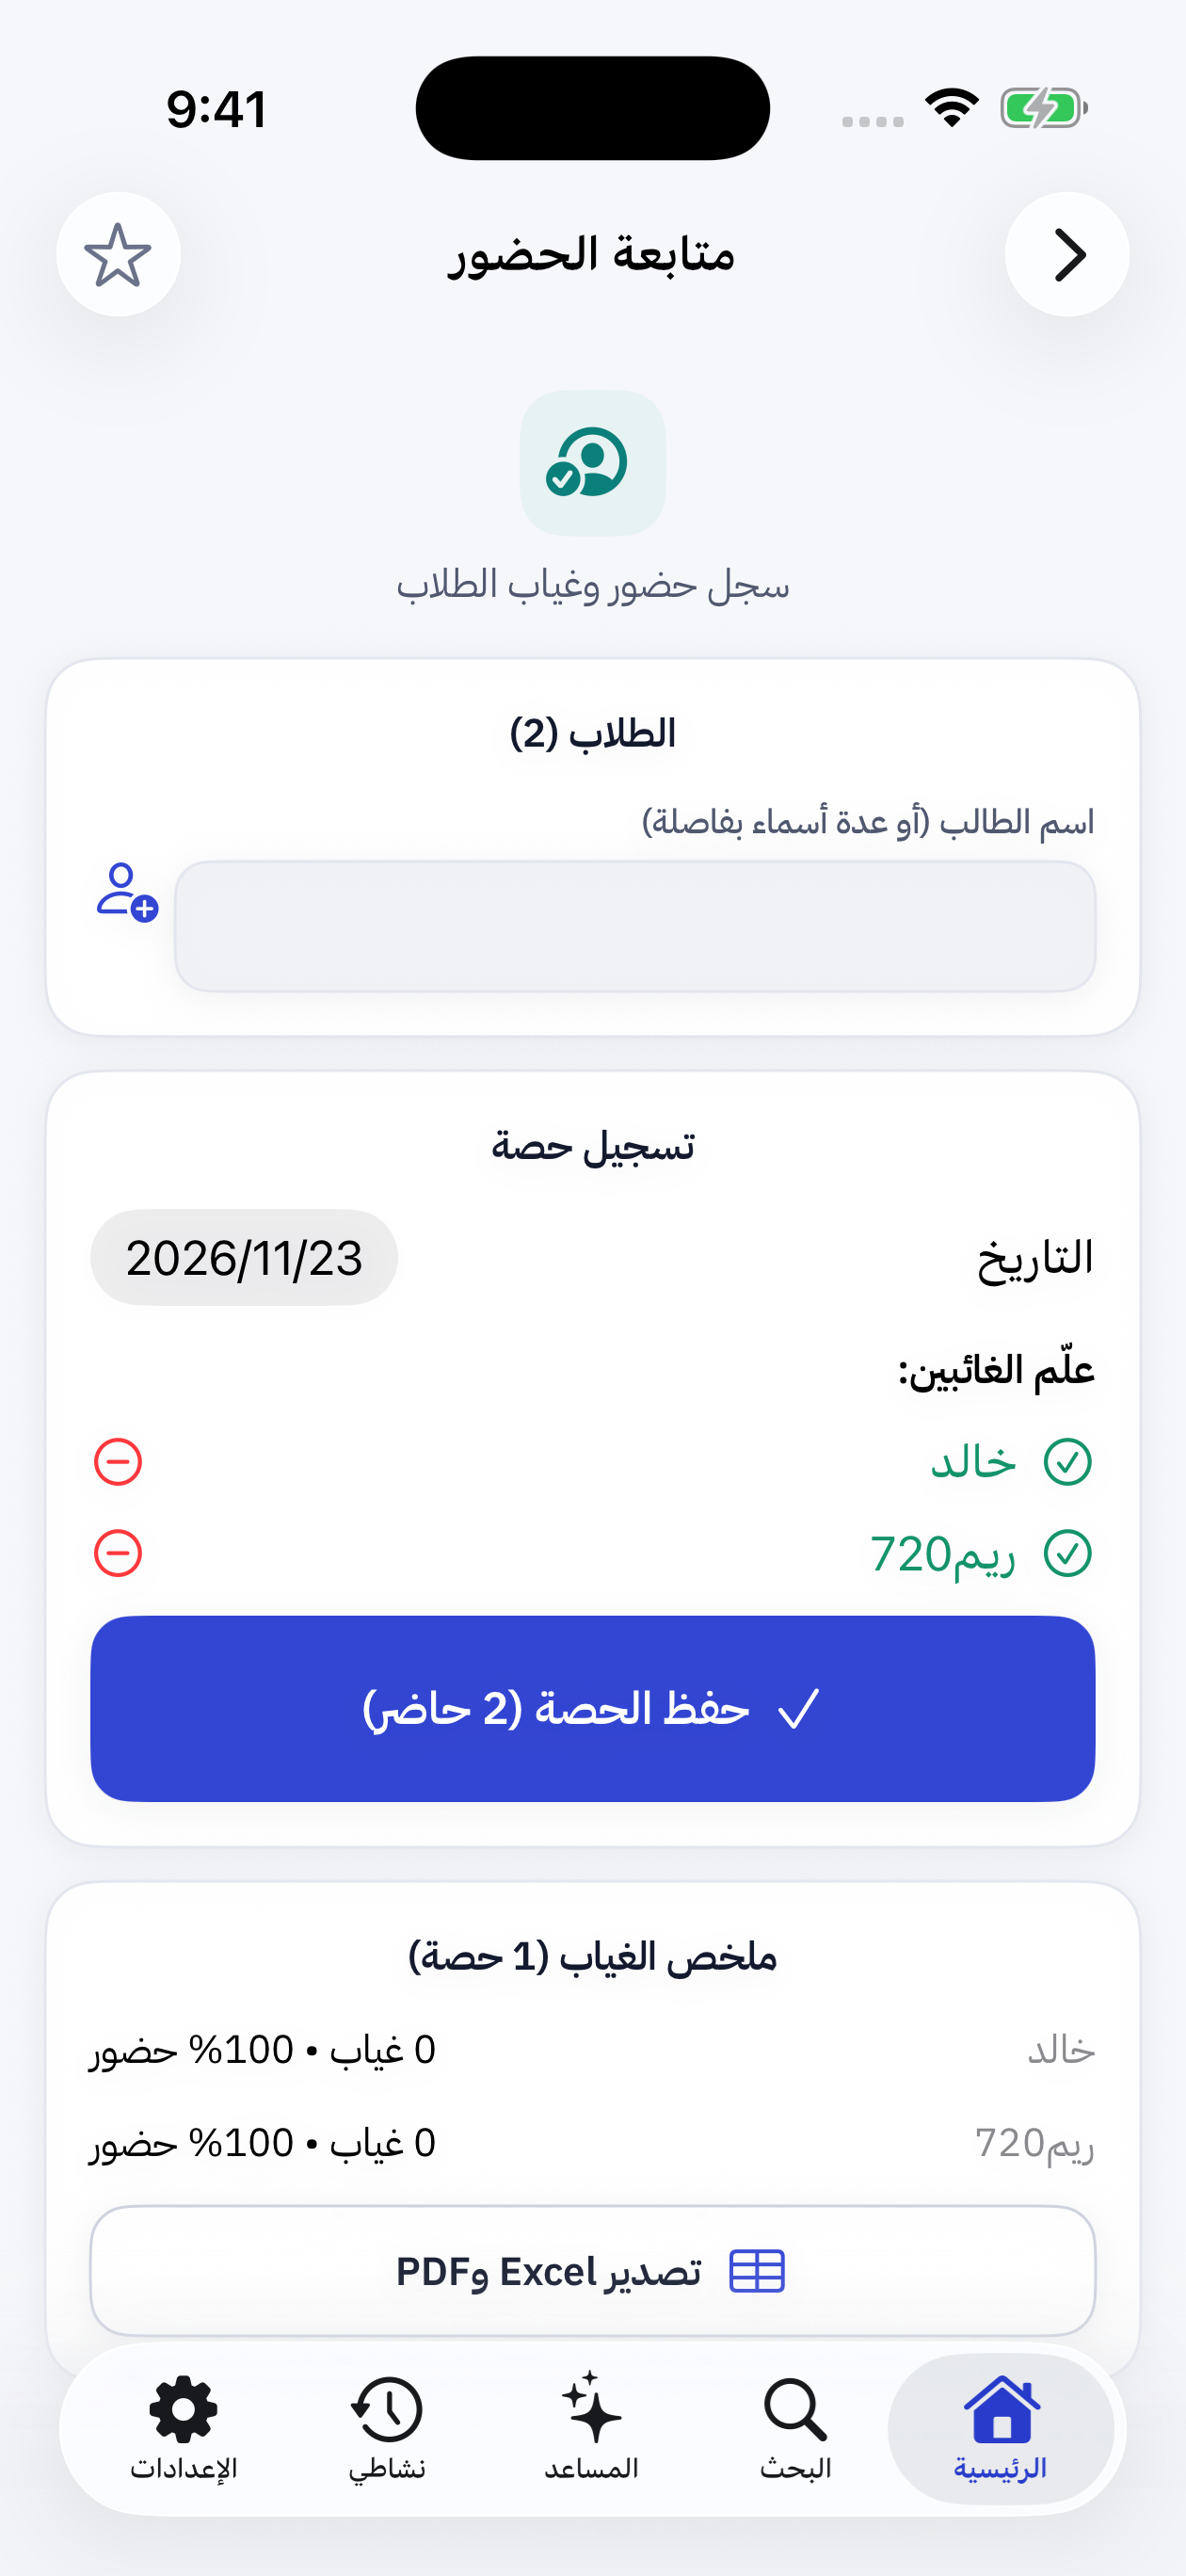 9:41
متابعة الحضور
سجل حضور وغياب الطلاب
الطلاب (2)
اسم الطالب (أو عدة أسماء بفاصلة)
تسجيل حصة
التاريخ
2026/11/23
علّم الغائبين:
خالد
ريم720
حفظ الحصة (2 حاضر)
ملخص الغياب (1 حصة)
خالد
0 غياب • 100% حضور
ريم720
0 غياب • 100% حضور
تصدير Excel وPDF
الرئيسية
البحث
المساعد
نشاطي
الإعدادات